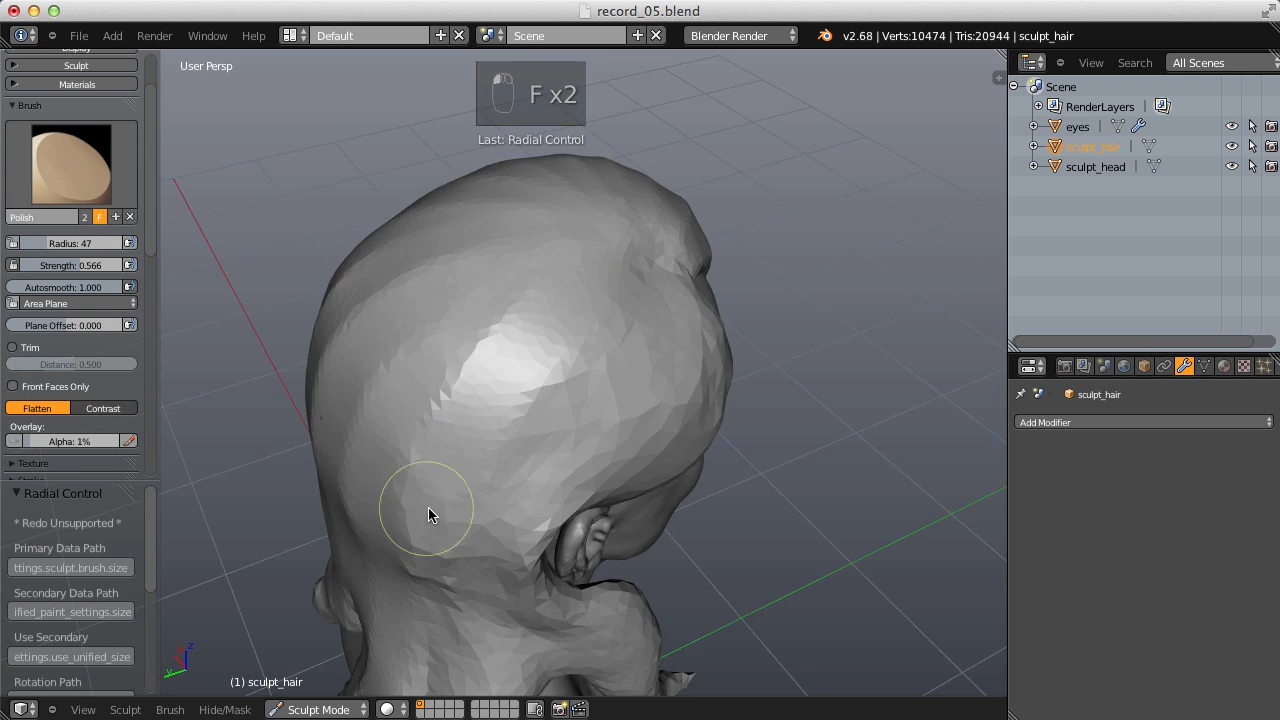 record_05.blend
File Add Render Window Help Default Scene Blender Render v2.68 | Verts:10474 | Tris:20944 | sculpt_hair
Sculpt
Materials
Brush
Polish 2 F
Radius: 47
Strength: 0.566
Autosmooth: 1.000
Area Plane
Plane Offset: 0.000
Trim
Distance: 0.500
Front Faces Only
Flatten Contrast
Overlay:
Alpha: 1%
Texture
Radial Control
* Redo Unsupported *
Primary Data Path
ttings.sculpt.brush.size
Secondary Data Path
ified_paint_settings.size
Use Secondary
ettings.use_unified_size
Rotation Path
User Persp
F x2
Last: Radial Control
z
y
(1) sculpt_hair
View Sculpt Brush Hide/Mask Sculpt Mode
View Search All Scenes
Scene
RenderLayers
eyes
sculpt_hair
sculpt_head
sculpt_hair
Add Modifier